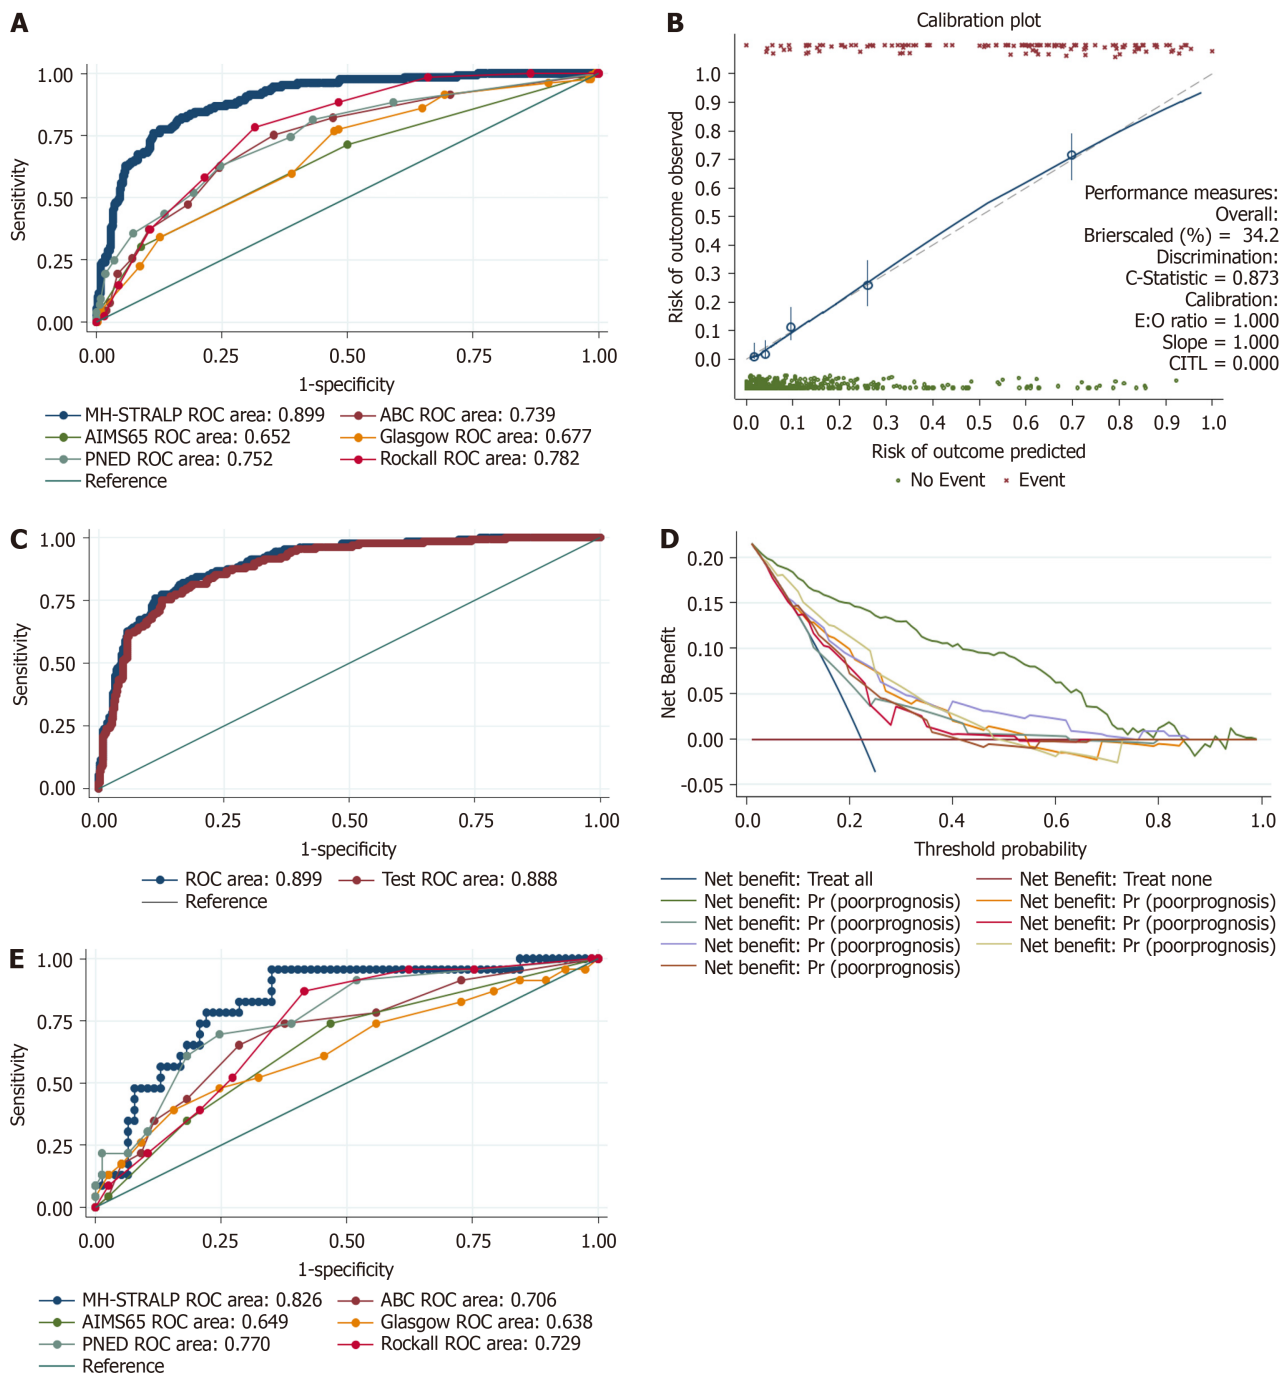 A
1.00
0.75
0.50
0.25
0.00
Sensitivity
0.00 0.25 0.50 0.75 1.00
1-specificity
MH-STRALP ROC area: 0.899 ABC ROC area: 0.739
AIMS65 ROC area: 0.652 Glasgow ROC area: 0.677
PNED ROC area: 0.752 Rockall ROC area: 0.782
Reference
B
Calibration plot
1.0
0.9
0.8
0.7
0.6
0.5
0.4
0.3
0.2
0.1
0.0
Risk of outcome observed
Performance measures:
Overall:
Brierscaled (%) = 34.2
Discrimination:
C-Statistic = 0.873
Calibration:
E:O ratio = 1.000
Slope = 1.000
CITL = 0.000
0.0 0.1 0.2 0.3 0.4 0.5 0.6 0.7 0.8 0.9 1.0
Risk of outcome predicted
No Event Event
C
1.00
0.75
0.50
0.25
0.00
Sensitivity
0.00 0.25 0.50 0.75 1.00
1-specificity
ROC area: 0.899 Test ROC area: 0.888
Reference
D
0.20
0.15
0.10
0.05
0.00
-0.05
Net Benefit
0.0 0.2 0.4 0.6 0.8 1.0
Threshold probability
Net benefit: Treat all Net Benefit: Treat none
Net benefit: Pr (poorprognosis) Net benefit: Pr (poorprognosis)
Net benefit: Pr (poorprognosis) Net benefit: Pr (poorprognosis)
Net benefit: Pr (poorprognosis) Net benefit: Pr (poorprognosis)
Net benefit: Pr (poorprognosis)
E
1.00
0.75
0.50
0.25
0.00
Sensitivity
0.00 0.25 0.50 0.75 1.00
1-specificity
MH-STRALP ROC area: 0.826 ABC ROC area: 0.706
AIMS65 ROC area: 0.649 Glasgow ROC area: 0.638
PNED ROC area: 0.770 Rockall ROC area: 0.729
Reference